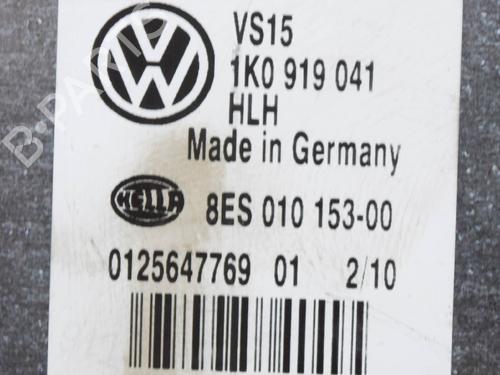 VS15
1K0 919 041
HLH
Made in Germany
HELLA
8ES 010 153-00
0125647769 01 2/10
B-PARTS